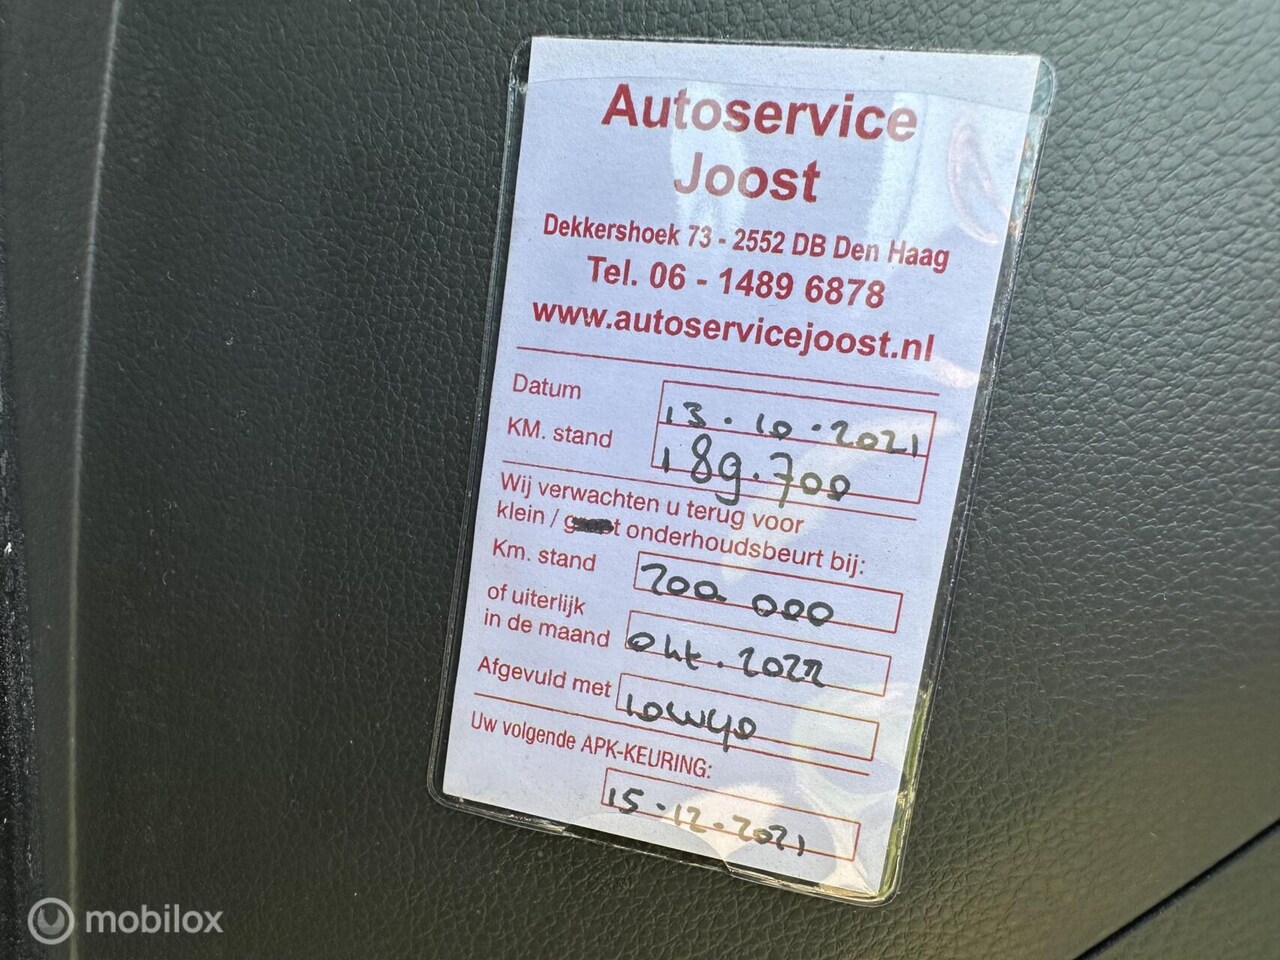 Autoservice
Joost
Dekkershoek 73 - 2552 DB Den Haag
Tel. 06 - 1489 6878
www.autoservicejoost.nl
Datum 13.10.2021
KM. stand 189.700
Wij verwachten u terug voor
klein / g t onderhoudsbeurt bij:
Km. stand 200.000
of uiterlijk
in de maand okt. 2022
Afgevuld met 10w40
Uw volgende APK-KEURING:
15.12.2021
mobilox